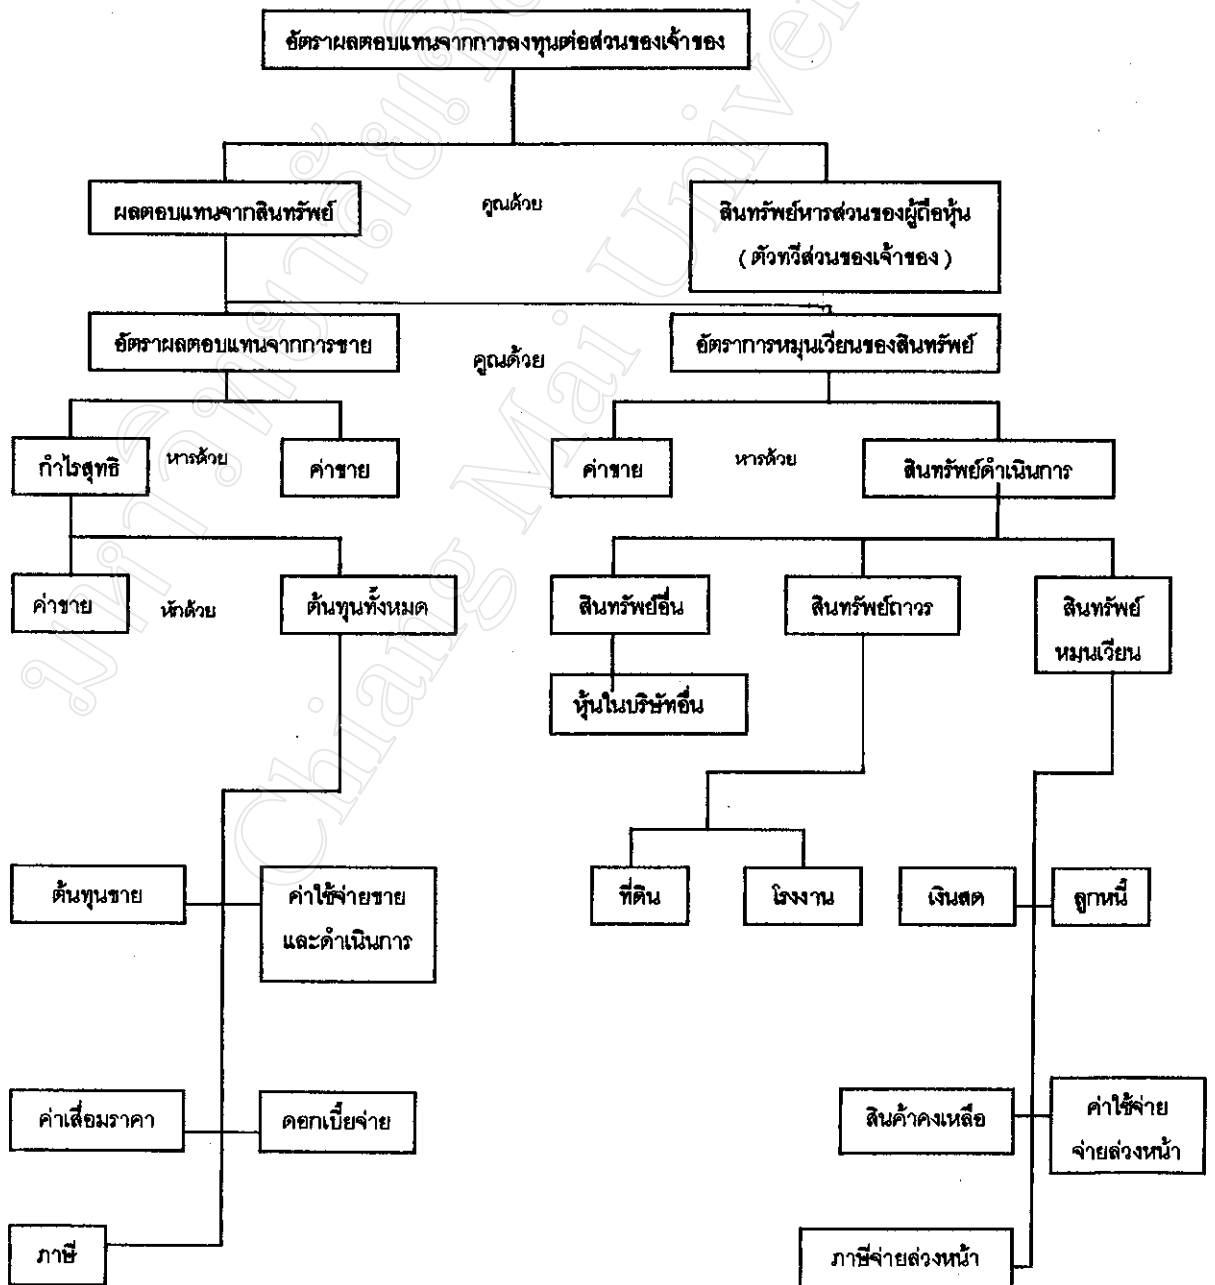 อัตราผลตอบแทนจากการลงทุนต่อส่วนของเจ้าของ
ผลตอบแทนจากสินทรัพย์
คูณด้วย
สินทรัพย์หารส่วนของผู้ถือหุ้น
( ตัวทวีส่วนของเจ้าของ )
อัตราผลตอบแทนจากการขาย
คูณด้วย
อัตราการหมุนเวียนของสินทรัพย์
กำไรสุทธิ
หารด้วย
ค่าขาย
ค่าขาย
หารด้วย
สินทรัพย์ดำเนินการ
ค่าขาย
หักด้วย
ต้นทุนทั้งหมด
สินทรัพย์อื่น
สินทรัพย์ถาวร
สินทรัพย์
หมุนเวียน
หุ้นในบริษัทอื่น
ต้นทุนขาย
ค่าใช้จ่ายขาย
และดำเนินการ
ที่ดิน
โรงงาน
เงินสด
ลูกหนี้
ค่าเสื่อมราคา
ดอกเบี้ยจ่าย
สินค้าคงเหลือ
ค่าใช้จ่าย
จ่ายล่วงหน้า
ภาษี
ภาษีจ่ายล่วงหน้า
Chiang Mai Univer